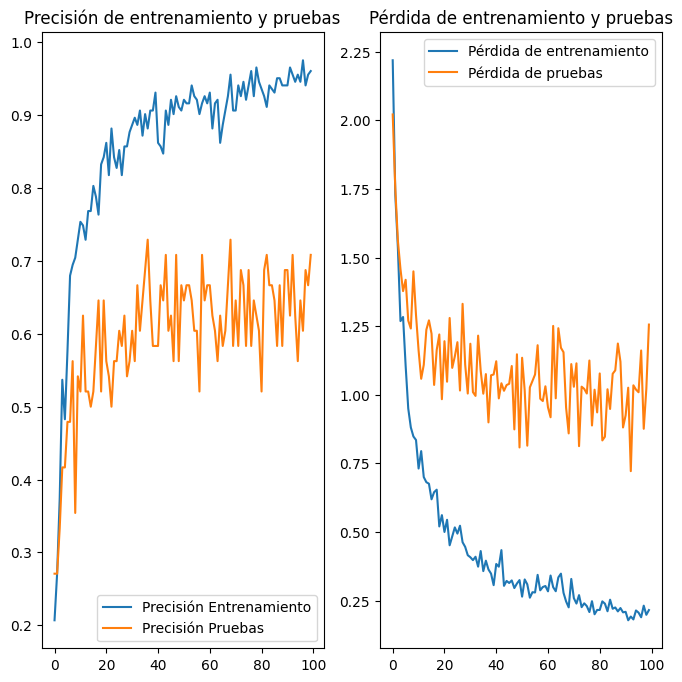 Precisión de entrenamiento y pruebas
1.0
0.9
0.8
0.7
0.6
0.5
0.4
0.3
0.2
0 20 40 60 80 100
Precisión Entrenamiento
Precisión Pruebas
Pérdida de entrenamiento y pruebas
2.25
2.00
1.75
1.50
1.25
1.00
0.75
0.50
0.25
0 20 40 60 80 100
Pérdida de entrenamiento
Pérdida de pruebas